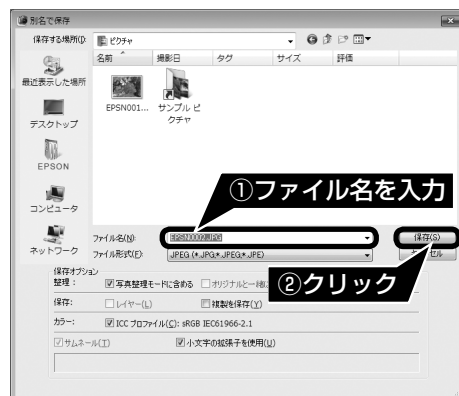 別名で保存
保存する場所(I):
ピクチャ
最近表示した場所
デスクトップ
EPSON
コンピュータ
ネットワーク
名前 撮影日 タグ サイズ 評価
EPSN001...
サンプル ピクチャ
①ファイル名を入力
ファイル名(N): EPSN0002.JPG 保存(S)
ファイル形式(F): JPEG (*.JPG;*.JPEG;*.JPE)
②クリック
保存オプション
整理: 写真整理モードに含める オリジナルと一緒に
保存: レイヤー(L) 複製を保存(Y)
カラー: ICC プロファイル(C): sRGB IEC61966-2.1
サムネール(T) 小文字の拡張子を使用(U)